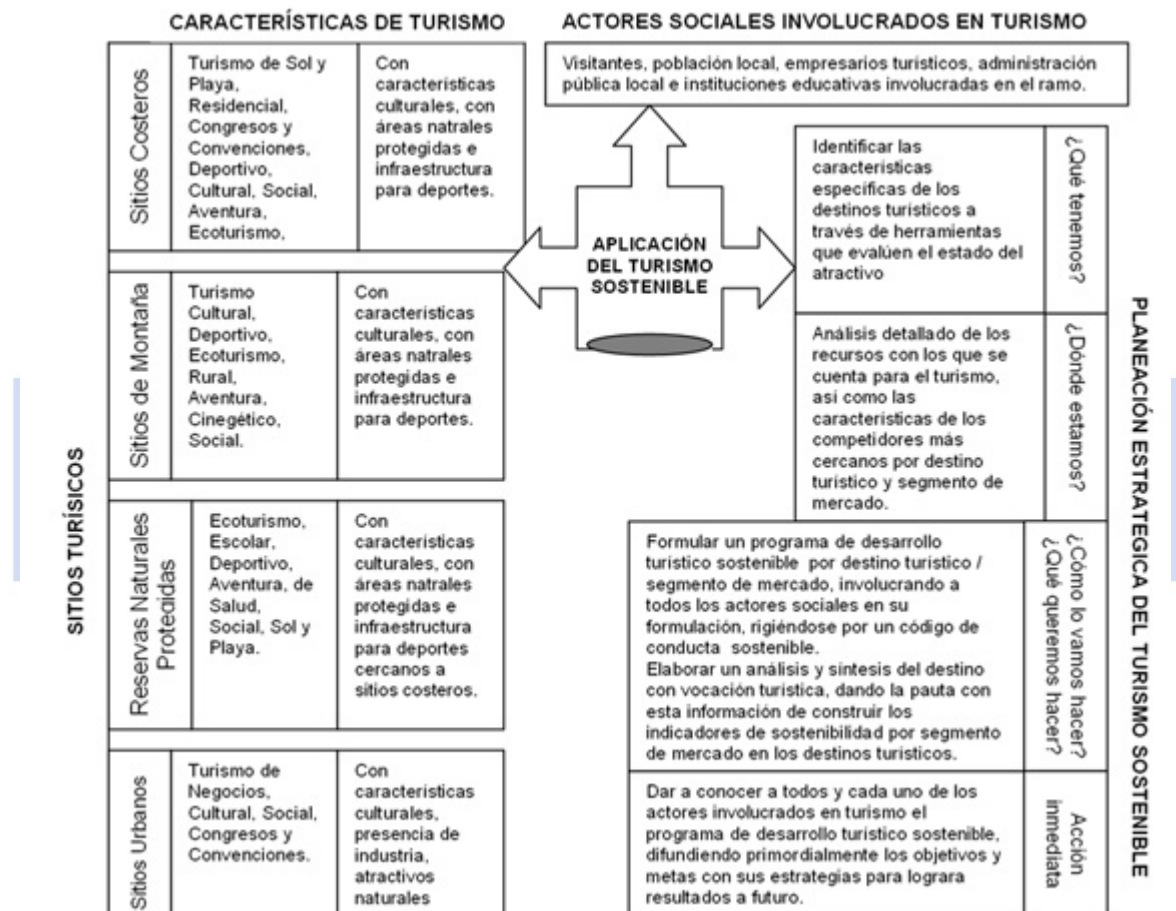 CARACTERÍSTICAS DE TURISMO
ACTORES SOCIALES INVOLUCRADOS EN TURISMO
Visitantes, población local, empresarios turísticos, administración
pública local e instituciones educativas involucradas en el ramo.
SITIOS TURÍSICOS
Sitios Costeros
Turismo de Sol y
Playa,
Residencial,
Congresos y
Convenciones,
Deportivo,
Cultural, Social,
Aventura,
Ecoturismo,
Con
características
culturales, con
áreas natrales
protegidas e
infraestructura
para deportes.
Sitios de Montaña
Turismo
Cultural,
Deportivo,
Ecoturismo,
Rural,
Aventura,
Cinegético,
Social.
Con
características
culturales, con
áreas natrales
protegidas e
infraestructura
para deportes.
Reservas Naturales
Protedidas
Ecoturismo,
Escolar,
Deportivo,
Aventura, de
Salud,
Social, Sol y
Playa.
Con
características
culturales, con
áreas natrales
protegidas e
infraestructura
para deportes
cercanos a
sitios costeros.
Sitios Urbanos
Turismo de
Negocios,
Cultural, Social,
Congresos y
Convenciones.
Con
características
culturales,
presencia de
industria,
atractivos
naturales
APLICACIÓN
DEL TURISMO
SOSTENIBLE
PLANEACIÓN ESTRATEGICA DEL TURISMO SOSTENIBLE
Identificar las
características
específicas de los
destinos turísticos a
través de herramientas
que evalúen el estado del
atractivo
¿Qué tenemos?
Análisis detallado de los
recursos con los que se
cuenta para el turismo,
así como las
características de los
competidores más
cercanos por destino
turístico y segmento de
mercado.
¿Dónde estamos?
Formular un programa de desarrollo
turístico sostenible por destino turístico /
segmento de mercado, involucrando a
todos los actores sociales en su
formulación, rigiéndose por un código de
conducta sostenible.
Elaborar un análisis y síntesis del destino
con vocación turística, dando la pauta con
esta información de construir los
indicadores de sostenibilidad por segmento
de mercado en los destinos turísticos.
¿Cómo lo vamos hacer?
¿Qué queremos hacer?
Dar a conocer a todos y cada uno de los
actores involucrados en turismo el
programa de desarrollo turístico sostenible,
difundiendo primordialmente los objetivos y
metas con sus estrategias para lograra
resultados a futuro.
Acción
inmediata